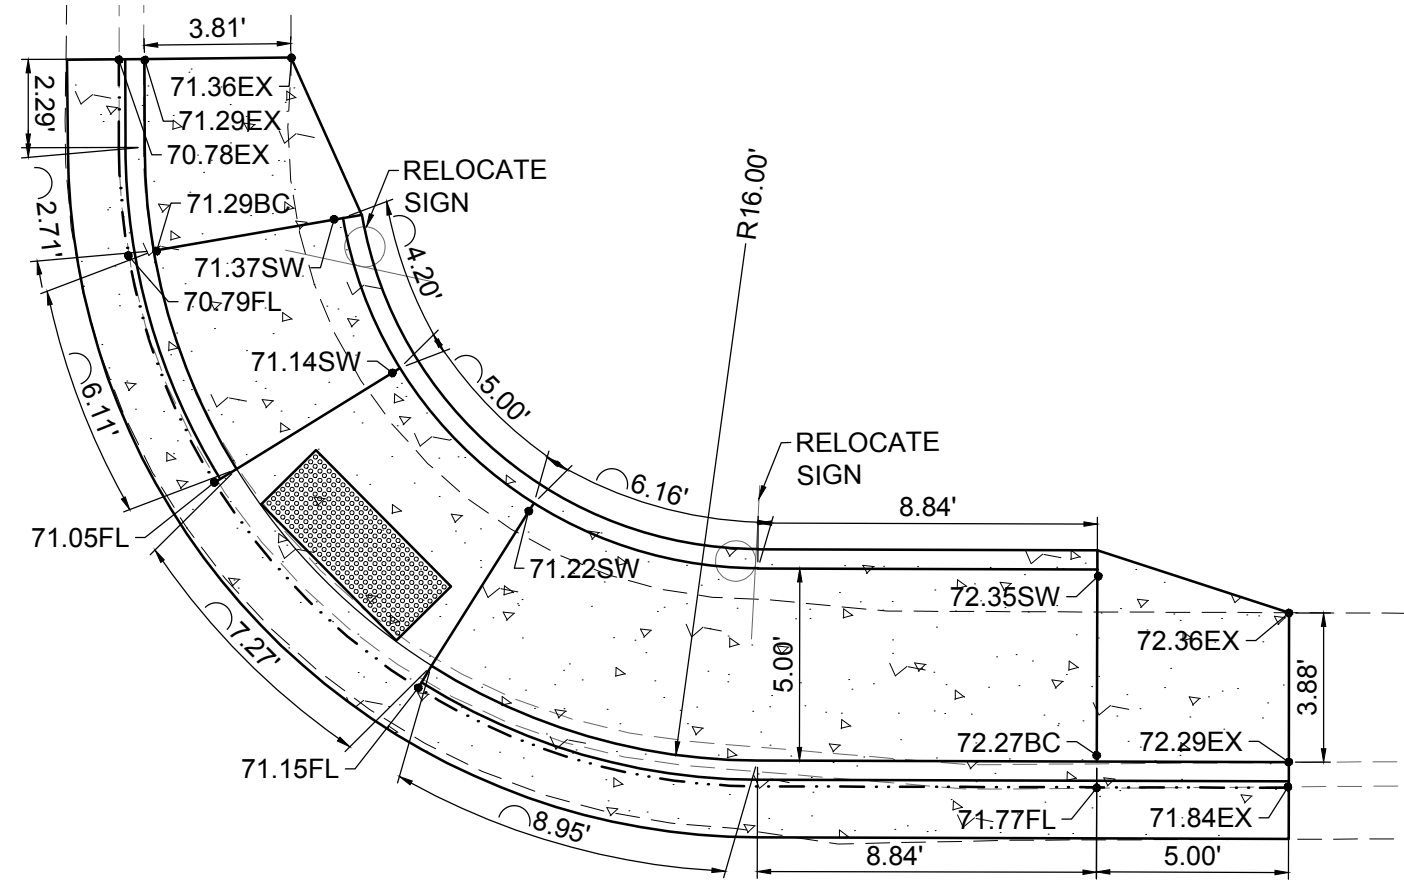 3.81'
71.36EX
2.29'
71.29EX
70.78EX
RELOCATE
SIGN
71.29BC
2.71'
R16.00'
4.20'
71.37SW
70.79FL
71.14SW
5.00'
6.11'
RELOCATE
SIGN
6.16'
8.84'
71.05FL
71.22SW
72.35SW
72.36EX
7.27'
5.00'
3.88'
72.27BC
72.29EX
71.15FL
8.95'
71.77FL
71.84EX
8.84'
5.00'